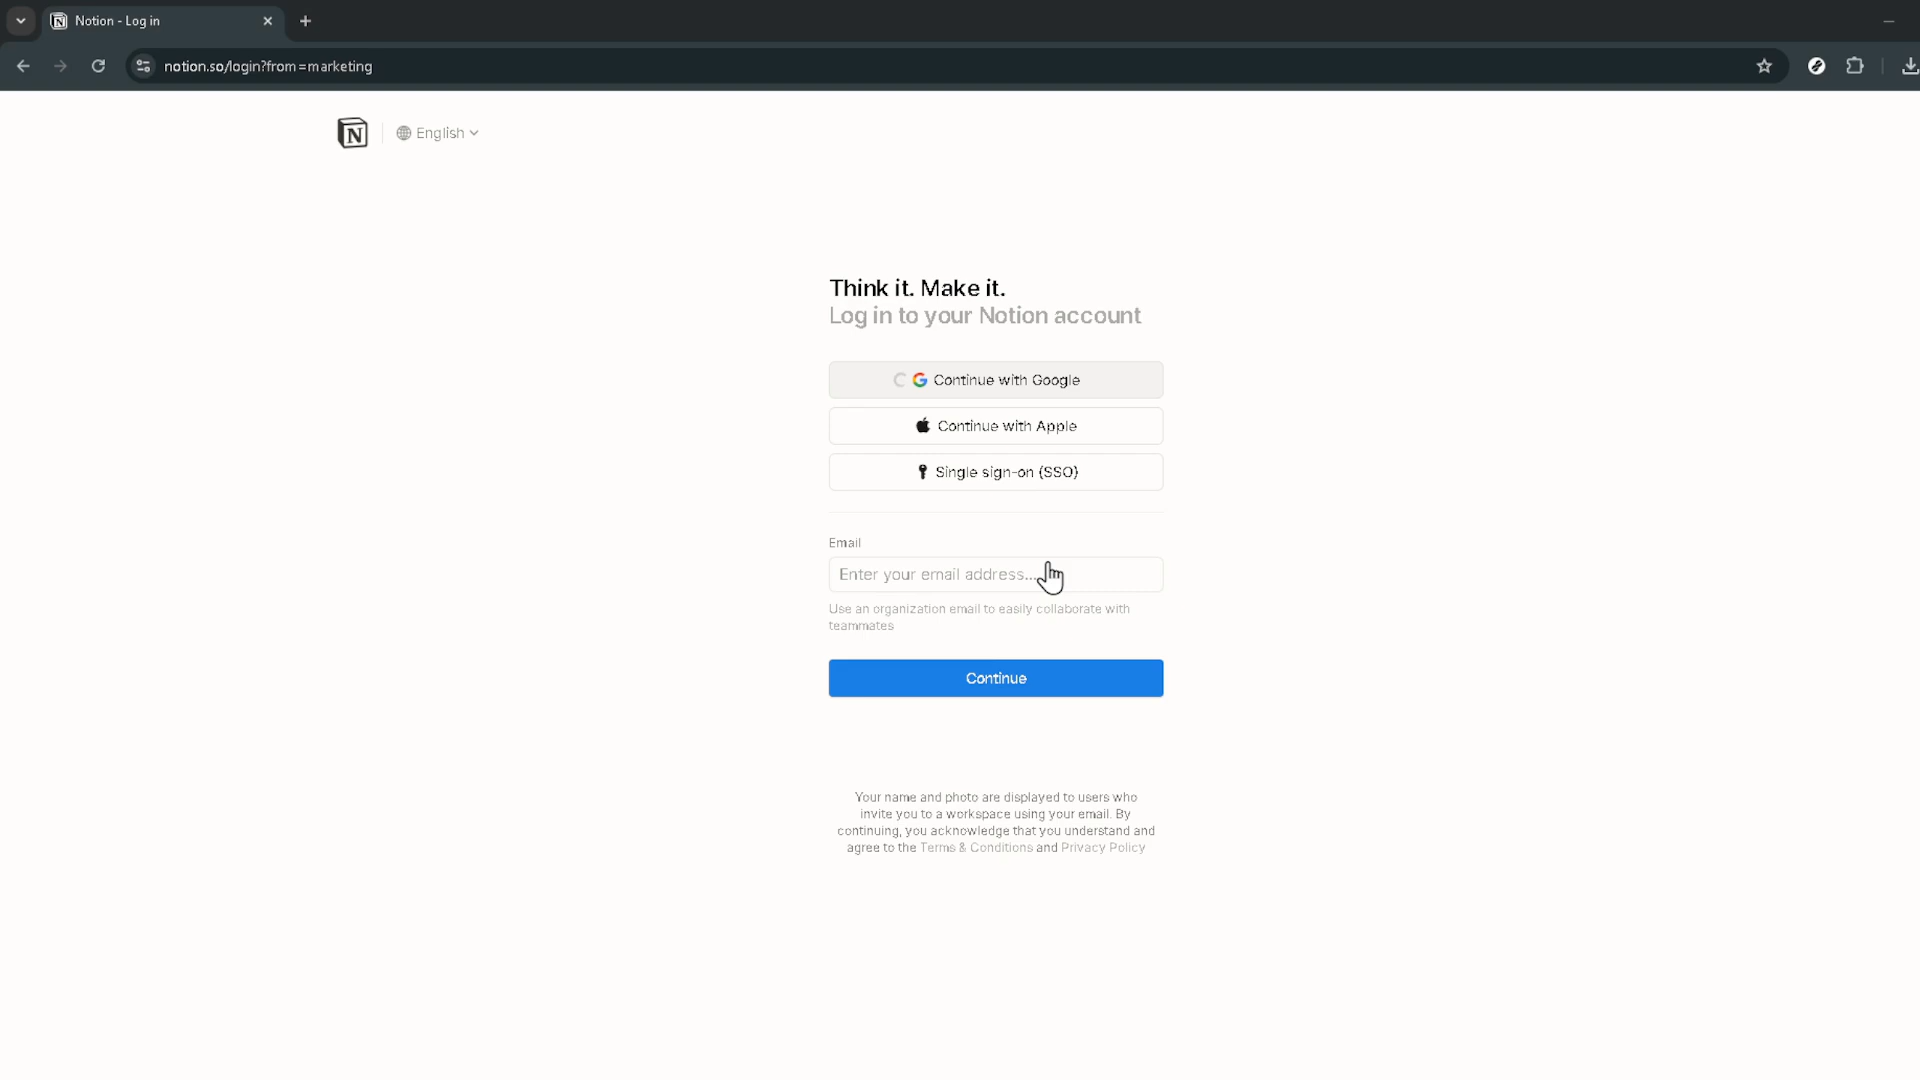 Notion - Log in
notion.so/login?from=marketing
N
English
Think it. Make it.
Log in to your Notion account
Continue with Google
Continue with Apple
Single sign-on (SSO)
Email
Enter your email address...
Use an organization email to easily collaborate with
teammates
Continue
Your name and photo are displayed to users who
invite you to a workspace using your email. By
continuing, you acknowledge that you understand and
agree to the Terms & Conditions and Privacy Policy